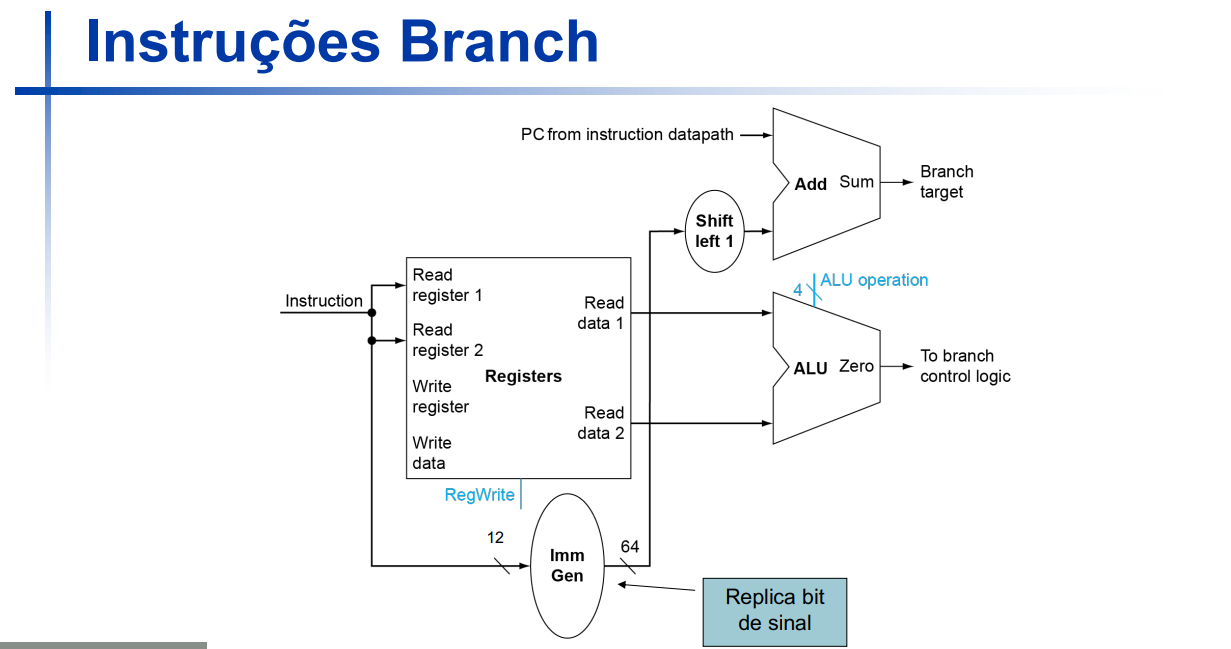 Instruções Branch
PC from instruction datapath
Add Sum
Branch
target
Shift
left 1
ALU operation
4
Instruction
Read
register 1
Read
data 1
Read
register 2
Registers
ALU Zero
To branch
control logic
Write
register
Read
data 2
Write
data
RegWrite
12
64
Imm
Gen
Replica bit
de sinal